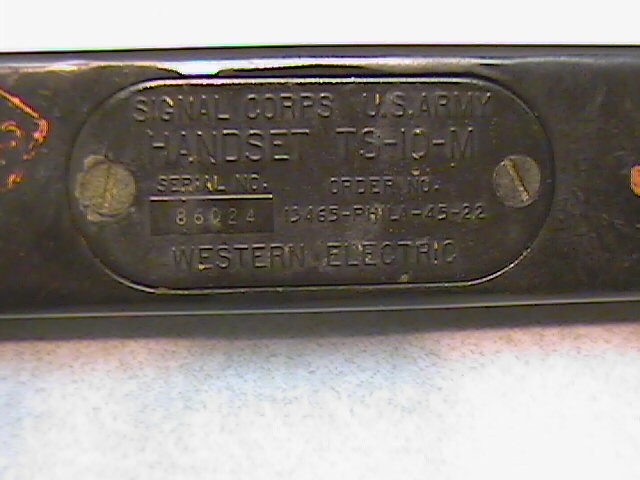 SIGNAL CORPS U.S. ARMY
HANDSET TS-10-M
SERIAL NO. ORDER NO.
86024 13465-PHILA-45-22
WESTERN ELECTRIC